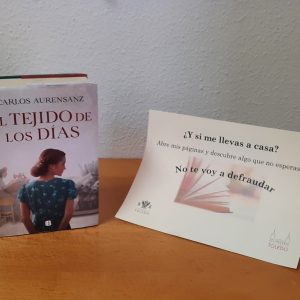 CARLOS AURENSANZ
EL TEJIDO DE
LOS DÍAS
B
¿Y si me llevas a casa?
Abre mis páginas y descubre algo que no esperas
No te voy a defraudar
TOLEDO